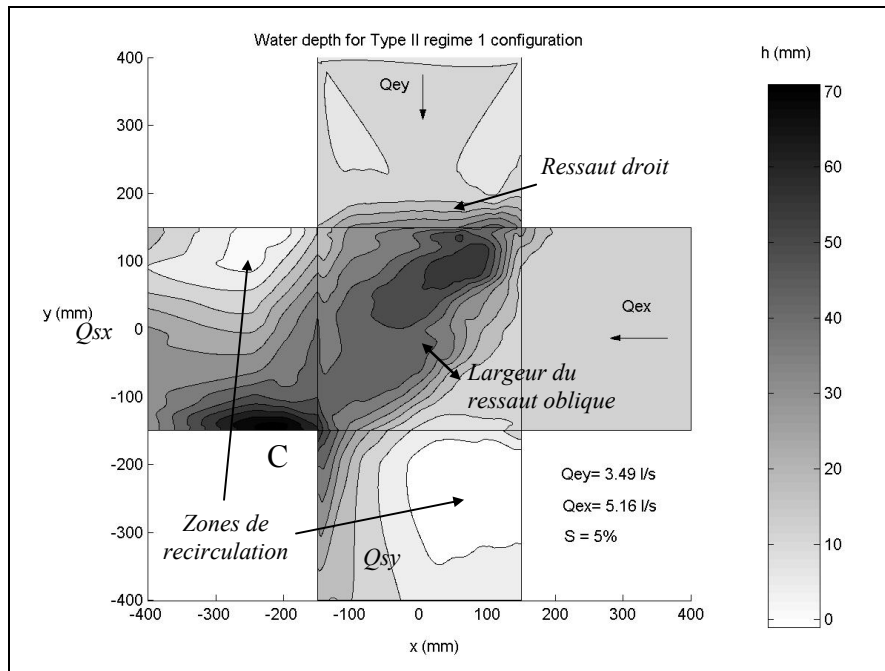 Water depth for Type II regime 1 configuration
h (mm)
400
300
200
100
0
-100
-200
-300
-400
y (mm)
Qsx
Qey
Ressaut droit
Qex
Largeur du
ressaut oblique
C
Zones de
recirculation
Qsy
Qey= 3.49 l/s
Qex= 5.16 l/s
S = 5%
-400
-300
-200
-100
0
100
200
300
400
x (mm)
70
60
50
40
30
20
10
0